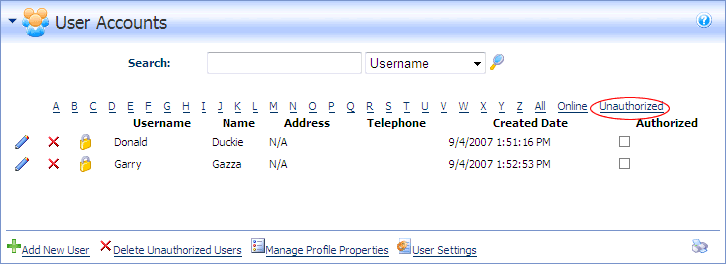 User Accounts
Search: Username
A B C D E F G H I J K L M N O P Q R S T U V W X Y Z All Online Unauthorized
Username Name Address Telephone Created Date Authorized
Donald Duckie N/A 9/4/2007 1:51:16 PM
Garry Gazza N/A 9/4/2007 1:52:53 PM
Add New User Delete Unauthorized Users Manage Profile Properties User Settings